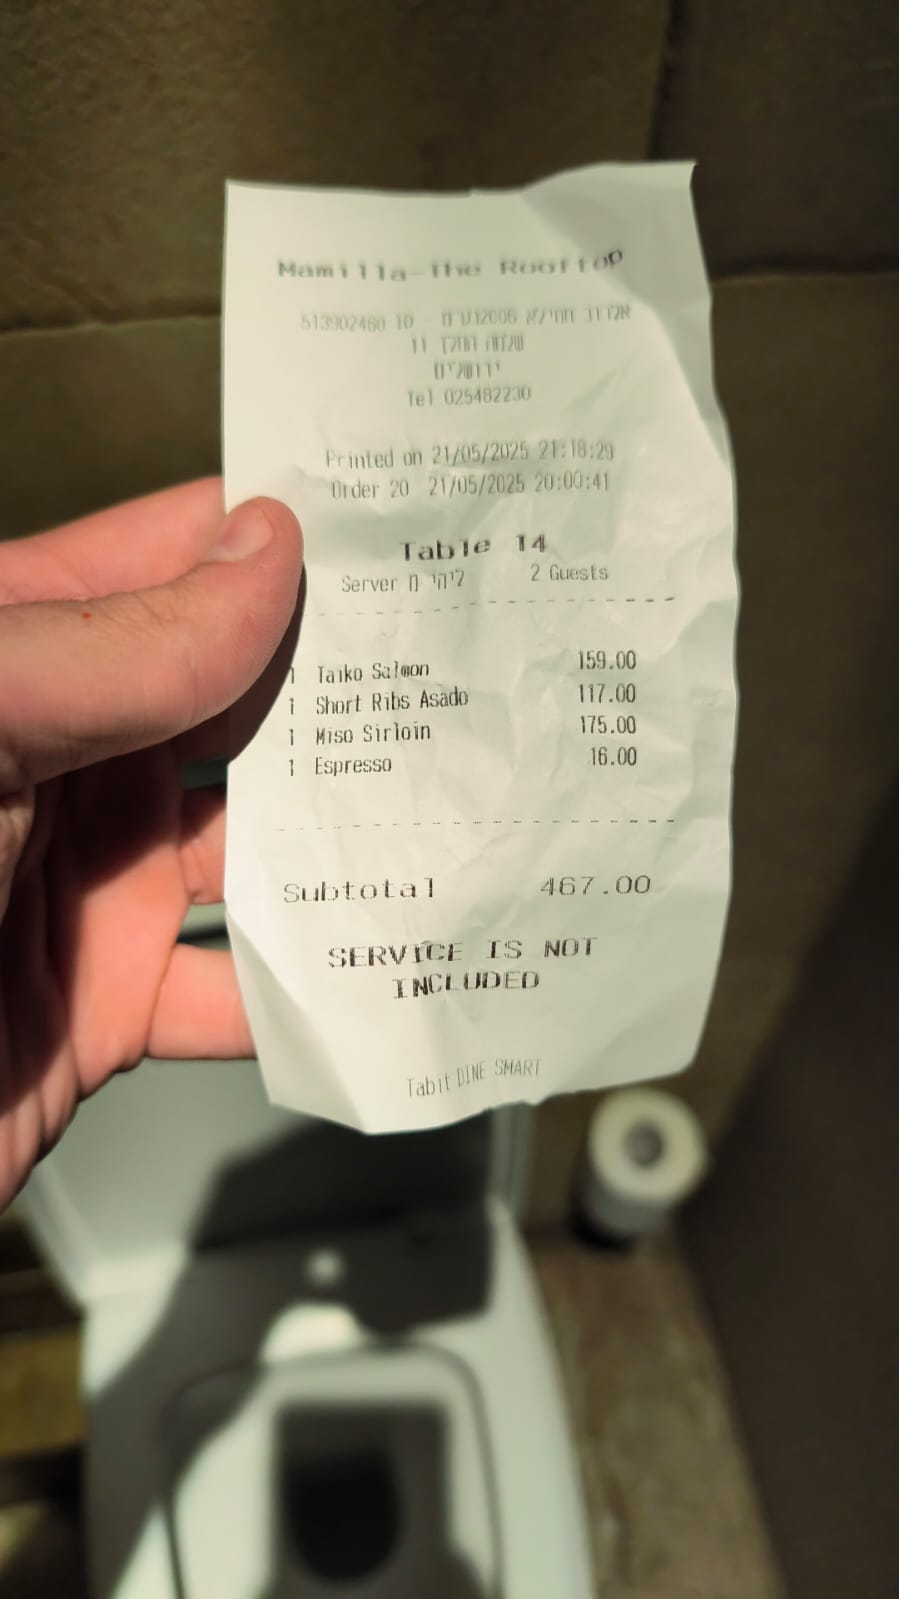 Mamilla-The Rooftop
אלרוב ממילא 2006בע"מ - ID 513902460
שלמה המלך 11
ירושלים
Tel 025482230
Printed on 21/05/2025 21:18:29
Order 20 21/05/2025 20:00:41
Table 14
Server ליהי מ 2 Guests
1 Taiko Salmon 159.00
1 Short Ribs Asado 117.00
1 Miso Sirloin 175.00
1 Espresso 16.00
Subtotal 467.00
SERVICE IS NOT
INCLUDED
Tabit DINE SMART